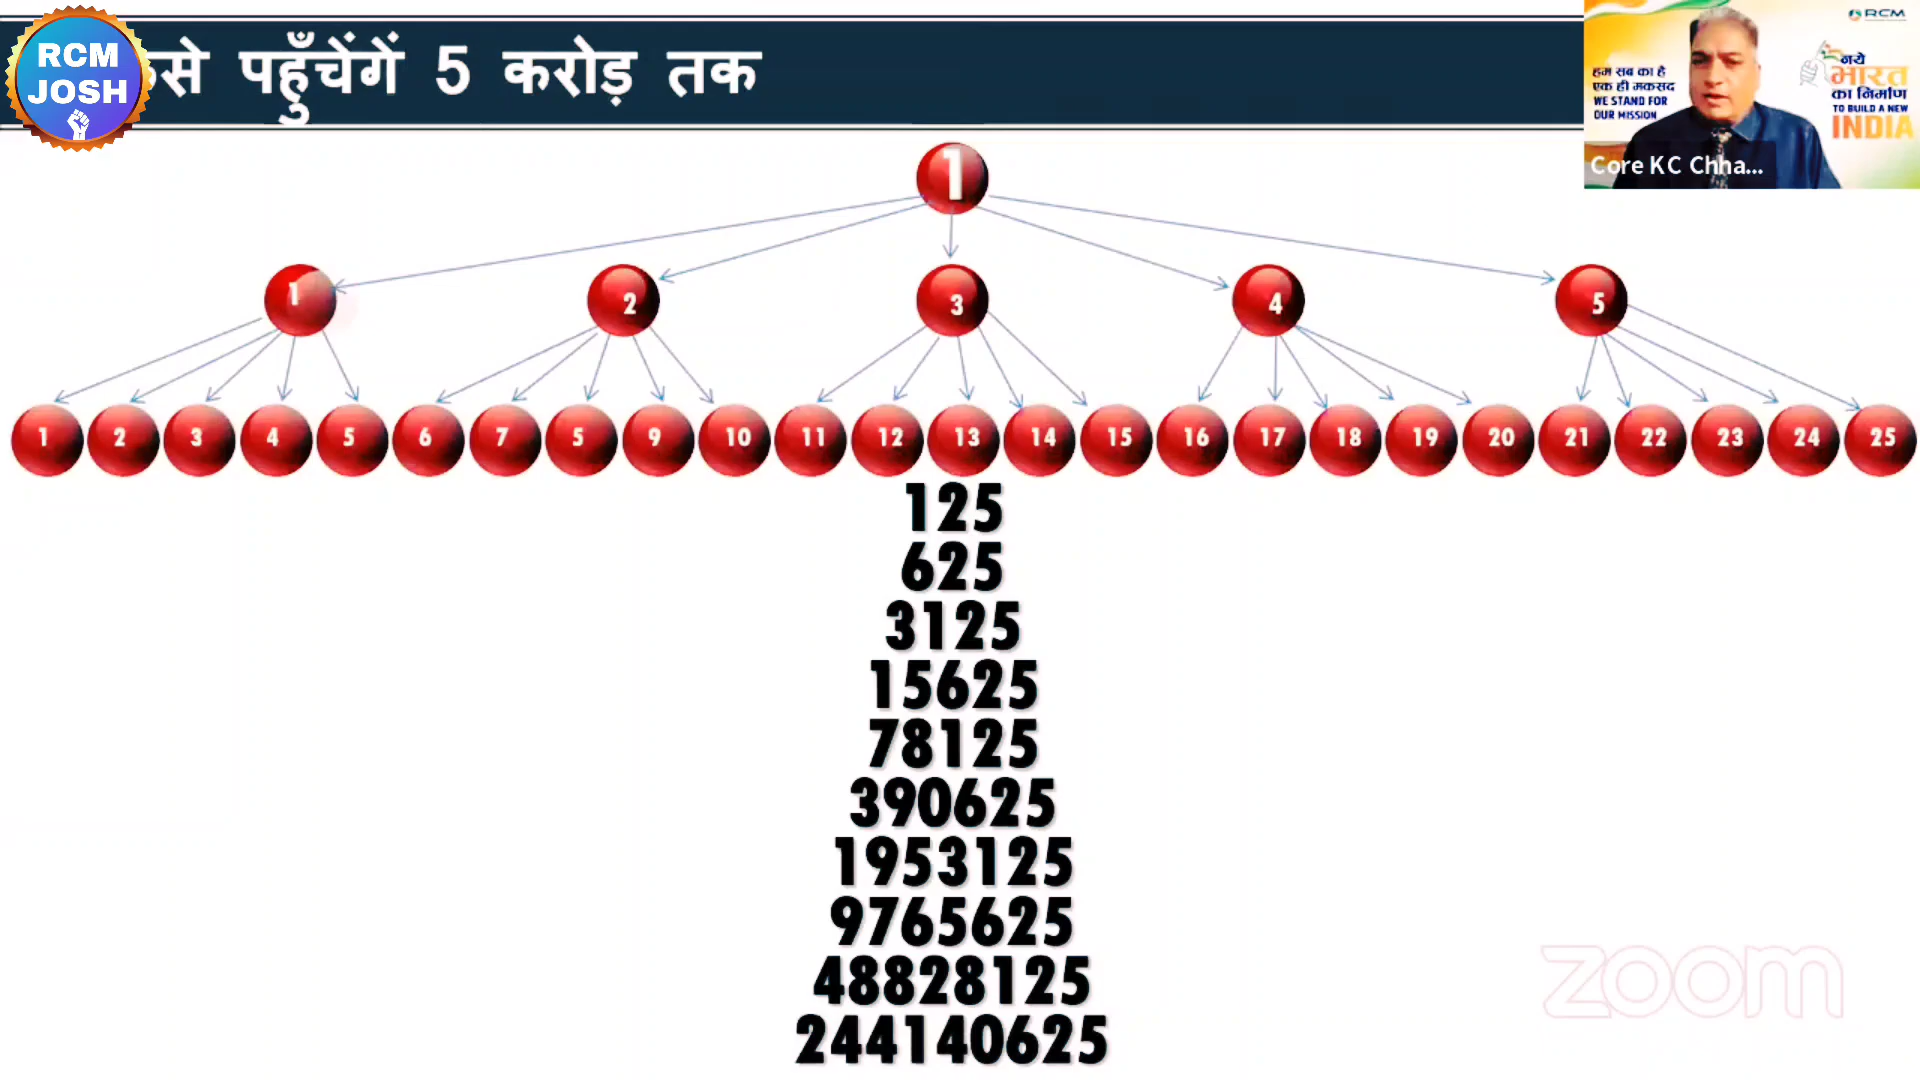 RCM
JOSH
से पहुँचेंगें 5 करोड़ तक
RCM
हम सब का है
एक ही मकसद
WE STAND FOR
OUR MISSION
नये
भारत
का निर्माण
TO BUILD A NEW
INDIA
Core KC Chha...
1
1 2 3 4 5
1 2 3 4 5 6 7 5 9 10 11 12 13 14 15 16 17 18 19 20 21 22 23 24 25
125
625
3125
15625
78125
390625
1953125
9765625
48828125
244140625
zoom